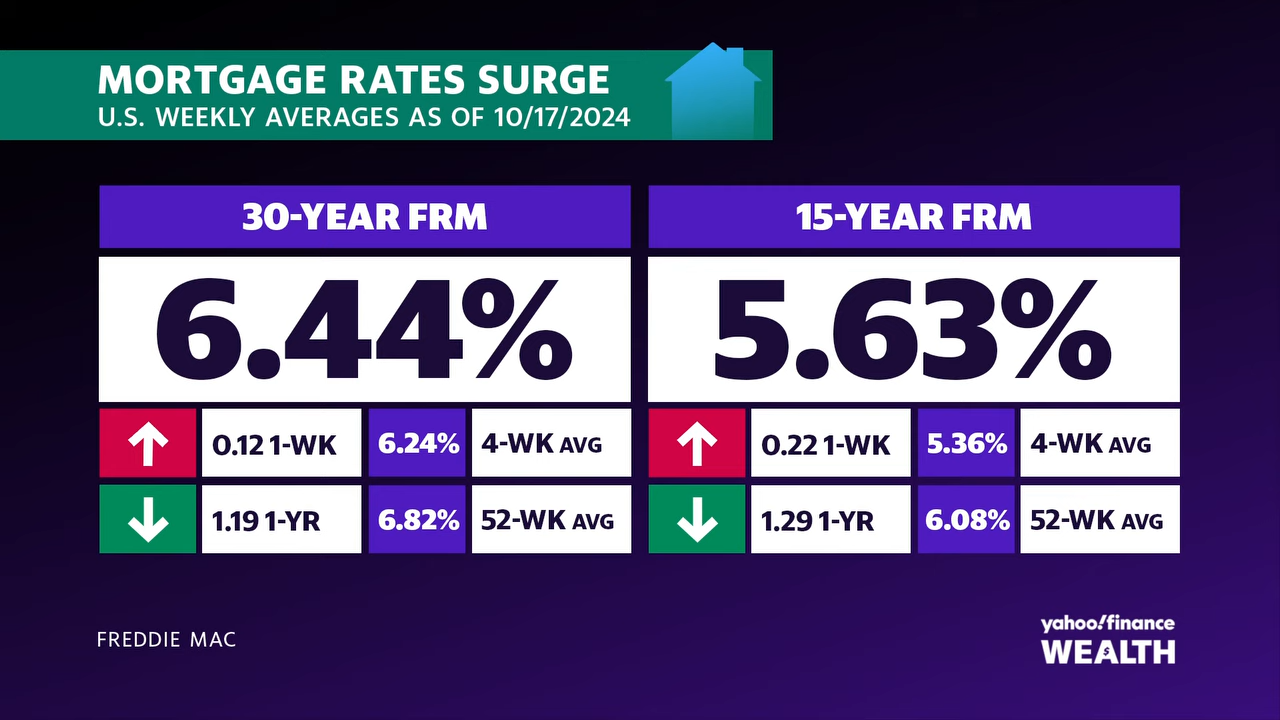 MORTGAGE RATES SURGE
U.S. WEEKLY AVERAGES AS OF 10/17/2024
30-YEAR FRM
6.44%
0.12 1-WK 6.24% 4-WK AVG
1.19 1-YR 6.82% 52-WK AVG
15-YEAR FRM
5.63%
0.22 1-WK 5.36% 4-WK AVG
1.29 1-YR 6.08% 52-WK AVG
FREDDIE MAC
yahoo!finance
WEALTH